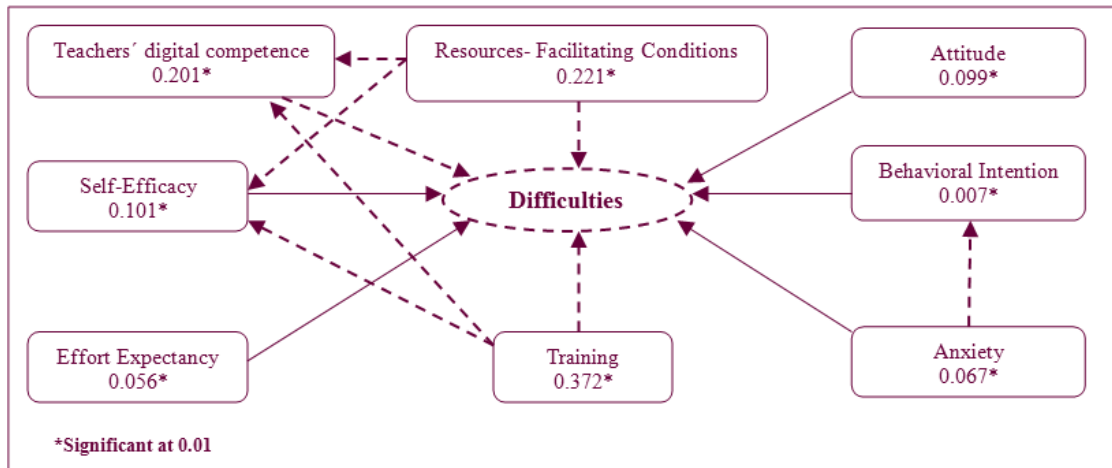 Teachers´ digital competence
0.201*
Resources- Facilitating Conditions
0.221*
Attitude
0.099*
Self-Efficacy
0.101*
Difficulties
Behavioral Intention
0.007*
Effort Expectancy
0.056*
Training
0.372*
Anxiety
0.067*
*Significant at 0.01